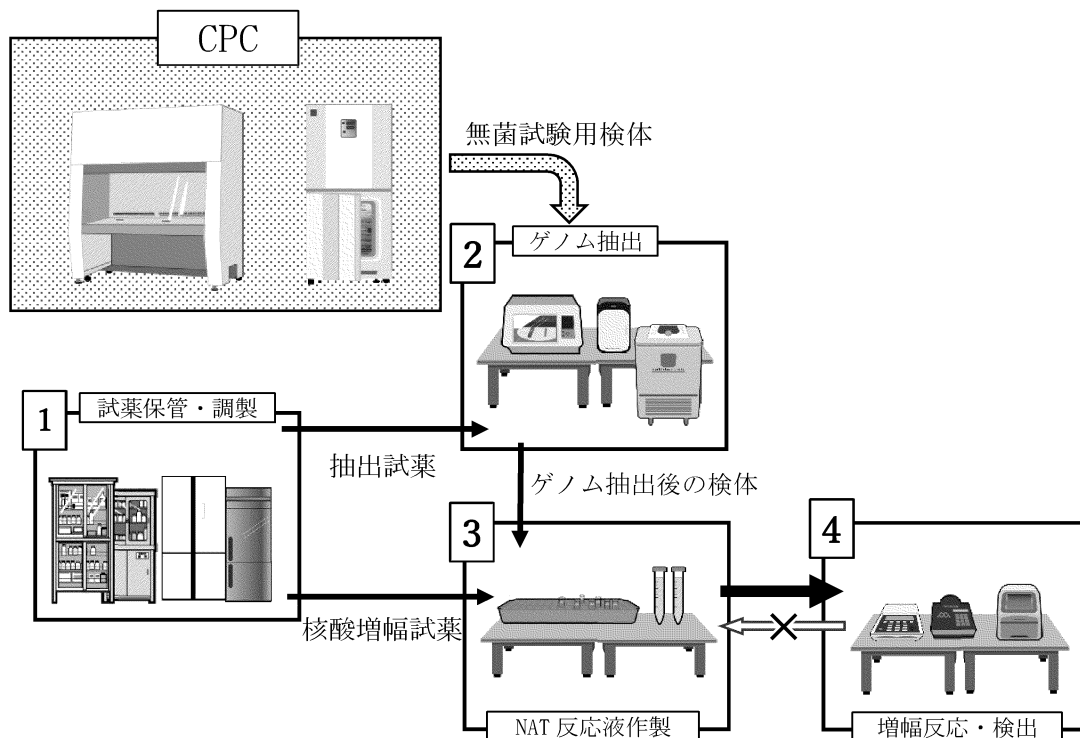 CPC
無菌試験用検体
2
ゲノム抽出
1
試薬保管・調製
抽出試薬
ゲノム抽出後の検体
3
4
核酸増幅試薬
NAT 反応液作製
増幅反応・検出